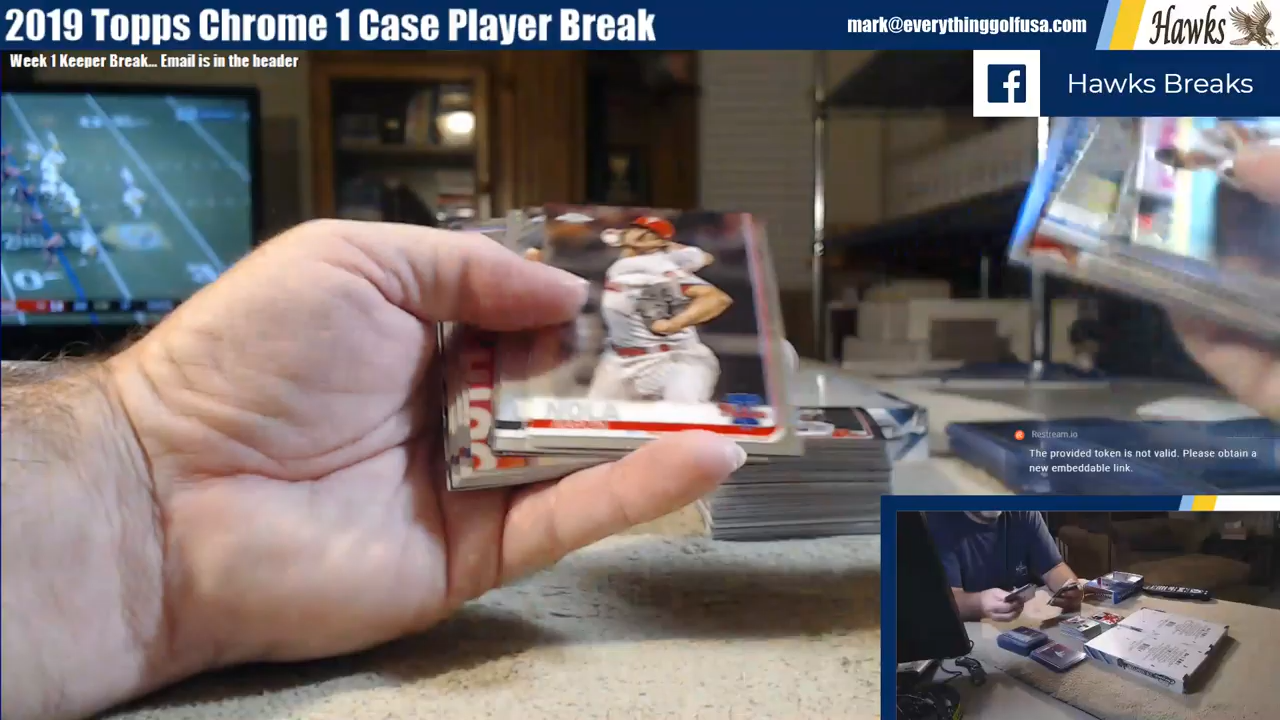 2019 Topps Chrome 1 Case Player Break
mark@everythinggolfusa.com
Hawks
Week 1 Keeper Break... Email is in the header
Hawks Breaks
NOLA
Restream.io
The provided token is not valid. Please obtain a
new embeddable link.